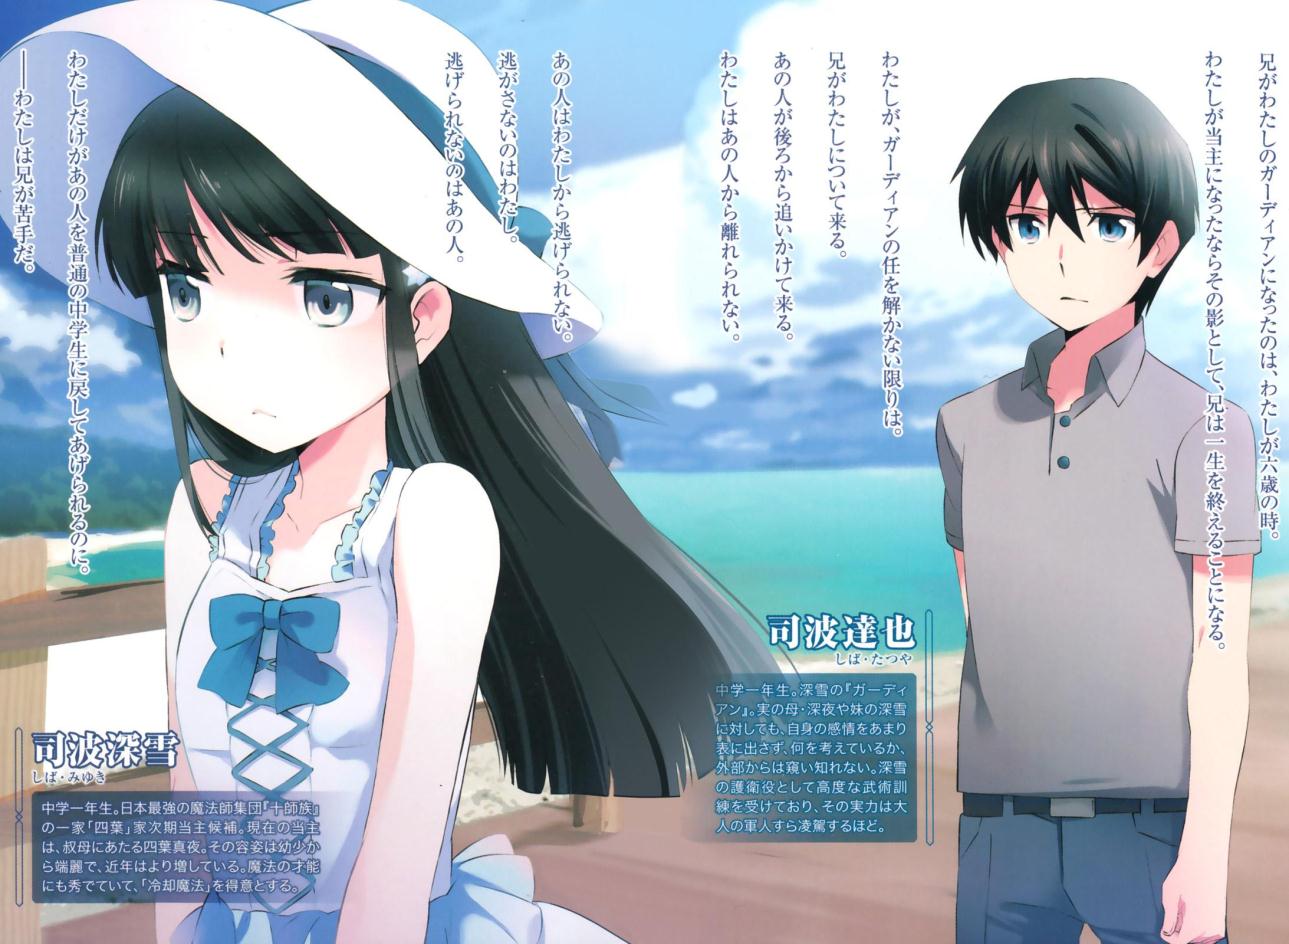 兄がわたしのガーディアンになったのは、わたしが六歳の時。
わたしが当主になったならその影として、兄は一生を終えることになる。
わたしが、ガーディアンの任を解かない限りは。
兄がわたしについて来る。
あの人が後ろから追いかけて来る。
わたしはあの人から離れられない。
あの人はわたしから逃げられない。
逃がさないのはわたし。
逃げられないのはあの人。
わたしだけがあの人を普通の中学生に戻してあげられるのに。
――わたしは兄が苦手だ。
司波達也
しば・たつや
中学一年生。深雪の『ガーディ
アン』。実の母・深夜や妹の深雪
に対しても、自身の感情をあまり
表に出さず、何を考えているか、
外部からは窺い知れない。深雪
の護衛役として高度な武術訓
練を受けており、その実力は大
人の軍人すら凌駕するほど。
司波深雪
しば・みゆき
中学一年生。日本最強の魔法師集団『十師族』
の一家「四葉」家次期当主候補。現在の当主
は、叔母にあたる四葉真夜。その容姿は幼少か
ら端麗で、近年はより増している。魔法の才能
にも秀でていて、「冷却魔法」を得意とする。